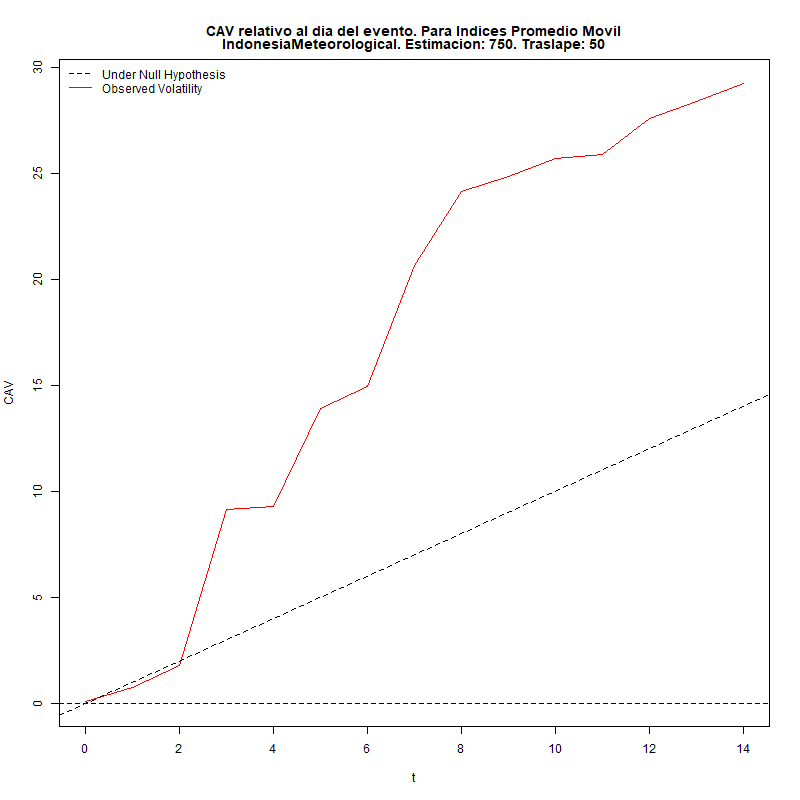 CAV relativo al dia del evento. Para Indices Promedio Movil
IndonesiaMeteorological. Estimacion: 750. Traslape: 50
Under Null Hypothesis
Observed Volatility
30
25
20
15
10
5
0
CAV
0 2 4 6 8 10 12 14
t